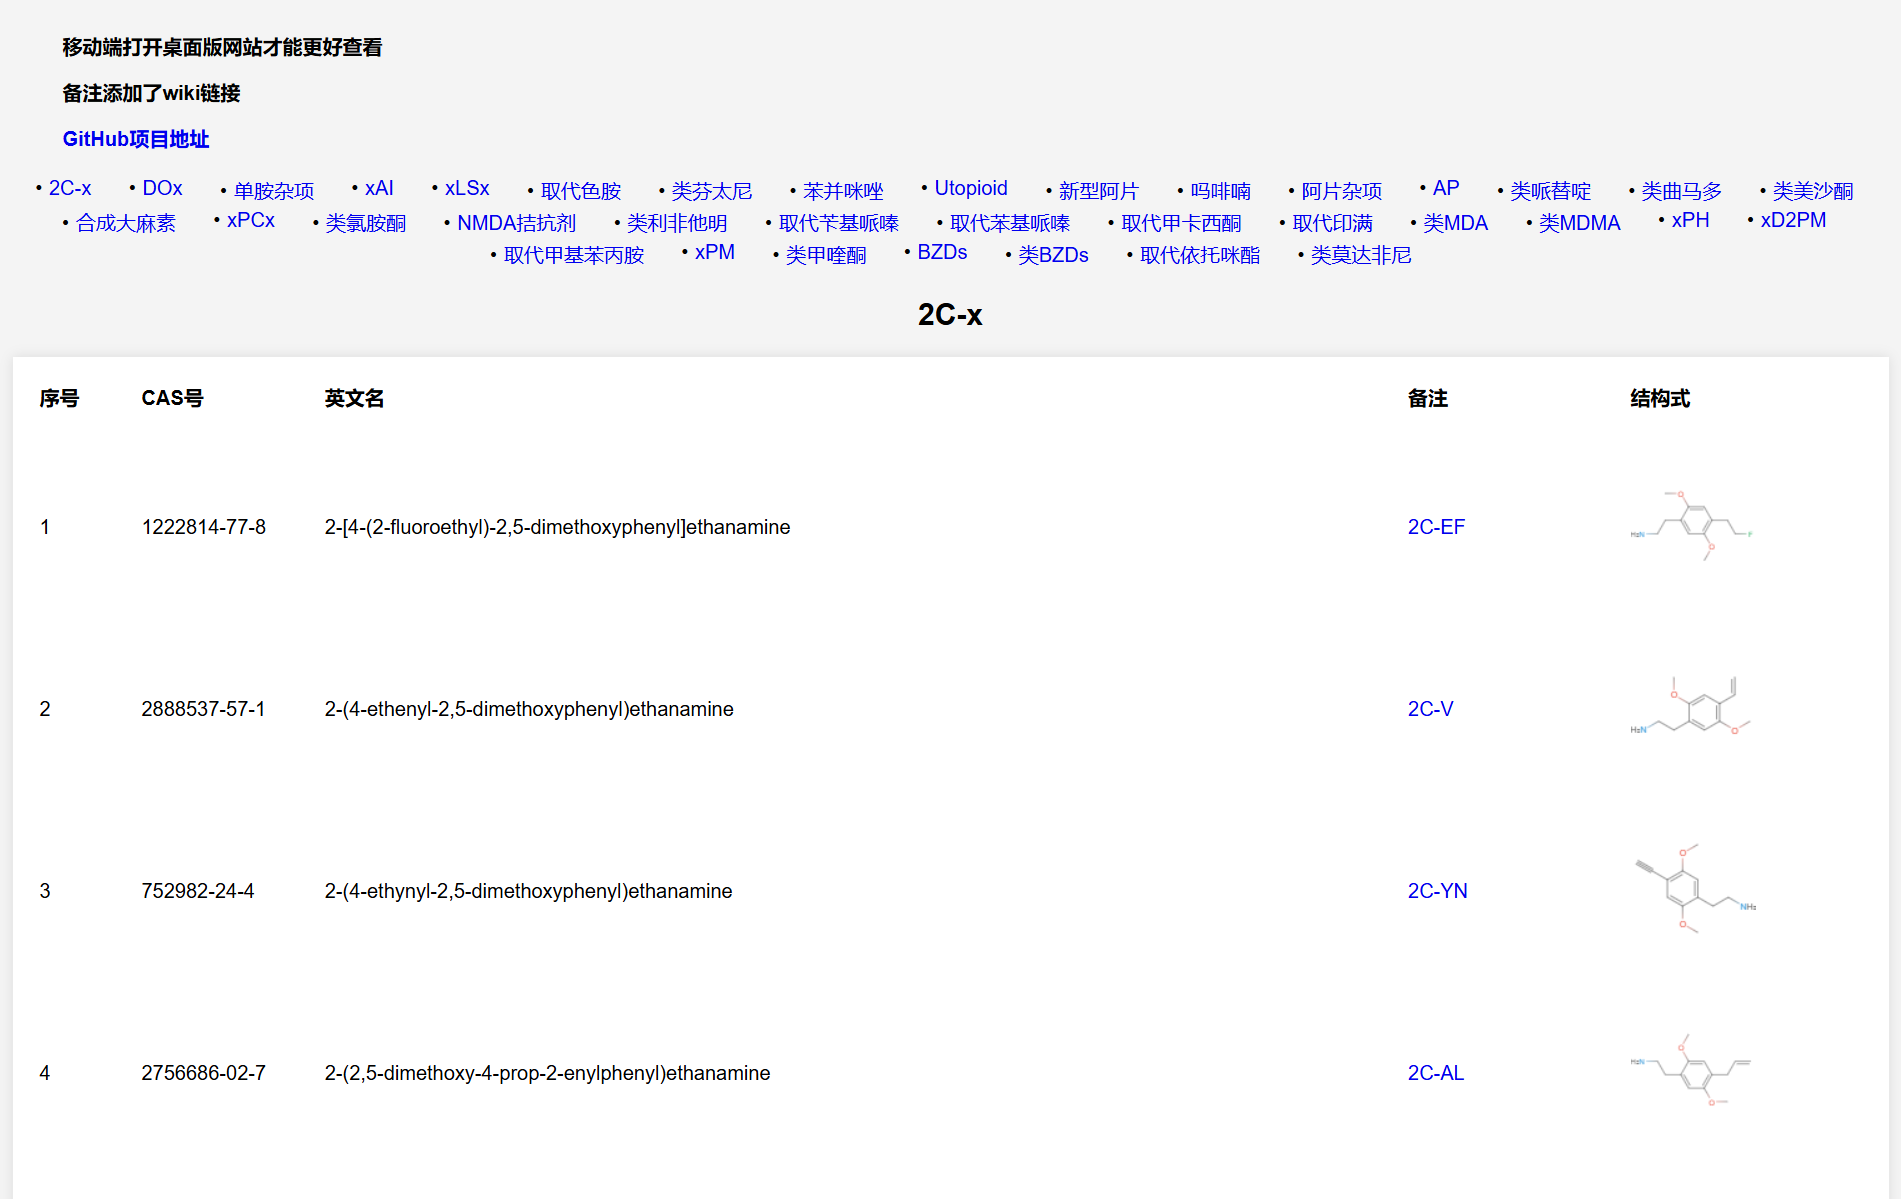 移动端打开桌面版网站才能更好查看
备注添加了wiki链接
GitHub项目地址
• 2C-x • DOx • 单胺杂项 • xAI • xLSx • 取代色胺 • 类芬太尼 • 苯并咪唑 • Utopioid • 新型阿片 • 吗啡喃 • 阿片杂项 • AP • 类哌替啶 • 类曲马多 • 类美沙酮
• 合成大麻素 • xPCx • 类氯胺酮 • NMDA拮抗剂 • 类利非他明 • 取代苄基哌嗪 • 取代苯基哌嗪 • 取代甲卡西酮 • 取代印满 • 类MDA • 类MDMA • xPH • xD2PM
• 取代甲基苯丙胺 • xPM • 类甲喹酮 • BZDs • 类BZDs • 取代依托咪酯 • 类莫达非尼
2C-x
序号 CAS号 英文名 备注 结构式
1 1222814-77-8 2-[4-(2-fluoroethyl)-2,5-dimethoxyphenyl]ethanamine 2C-EF
H₂N O O F
2 2888537-57-1 2-(4-ethenyl-2,5-dimethoxyphenyl)ethanamine 2C-V
H₂N O O
3 752982-24-4 2-(4-ethynyl-2,5-dimethoxyphenyl)ethanamine 2C-YN
O O NH₂
4 2756686-02-7 2-(2,5-dimethoxy-4-prop-2-enylphenyl)ethanamine 2C-AL
H₂N O O